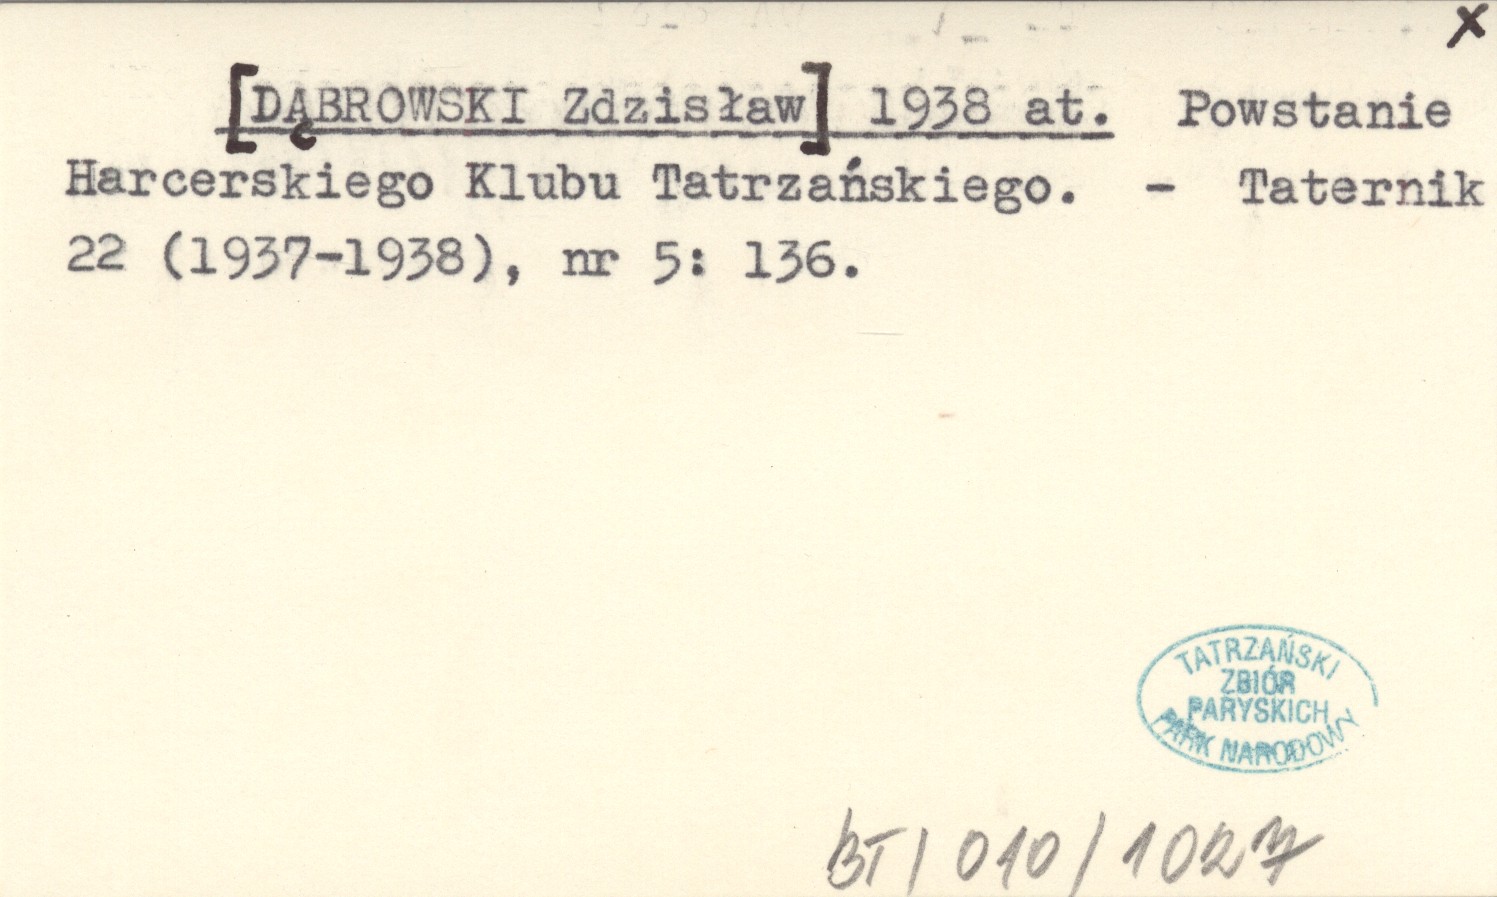 x
[DĄBROWSKI Zdzisław] 1938 at. Powstanie
Harcerskiego Klubu Tatrzańskiego. - Taternik
22 (1937-1938), nr 5: 136.
TATRZAŃSKI
ZBIÓR
PARYSKICH
PARK NARODOWY
BT/010/1027